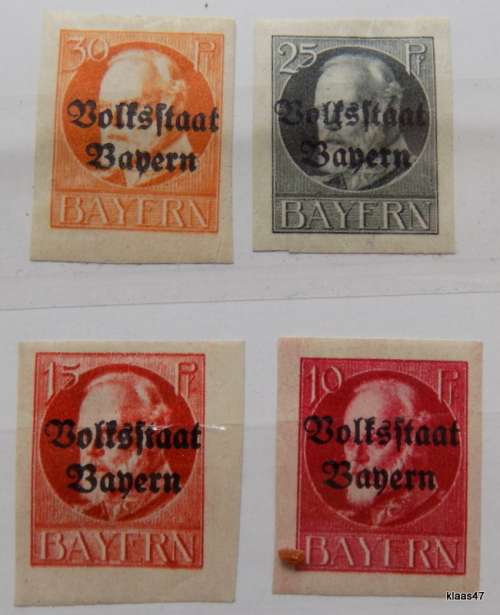 30 Pf
Volksstaat
Bayern
BAYERN
25 Pf.
Volksstaat
Bayern
BAYERN
15 Pf.
Volksstaat
Bayern
BAYERN
10 Pf.
Volksstaat
Bayern
BAYERN
klaas47